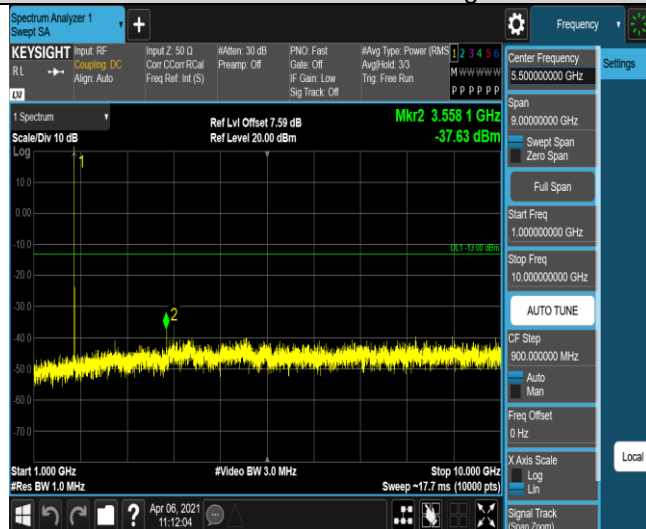 Spectrum Analyzer 1
Swept SA
+
Frequency
KEYSIGHT
Input: RF
Coupling: DC
Align: Auto
Input Z: 50 Ω
Corr CCorr RCal
Freq Ref: Int (S)
#Atten: 30 dB
Preamp: Off
PNO: Fast
Gate: Off
IF Gain: Low
Sig Track: Off
#Avg Type: Power (RMS
Avg|Hold: 3/3
Trig: Free Run
1 2 3 4 5 6
M W W W W W
P P P P P P
R L
LXI
1 Spectrum
Scale/Div 10 dB
Log
Ref Lvl Offset 7.59 dB
Ref Level 20.00 dBm
Mkr2 3.558 1 GHz
-37.63 dBm
1
10.0
0.00
-10.0
DL1 -13.00 dBm
-20.0
-30.0
2
-40.0
-50.0
-60.0
-70.0
Start 1.000 GHz
#Res BW 1.0 MHz
#Video BW 3.0 MHz
Stop 10.000 GHz
Sweep ~17.7 ms (10000 pts)
Center Frequency
5.500000000 GHz
Settings
Span
9.00000000 GHz
Swept Span
Zero Span
Full Span
Start Freq
1.000000000 GHz
Stop Freq
10.000000000 GHz
AUTO TUNE
CF Step
900.000000 MHz
Auto
Man
Freq Offset
0 Hz
X Axis Scale
Log
Lin
Local
Signal Track
(Span Zoom)
?
Apr 06, 2021
11:12:04